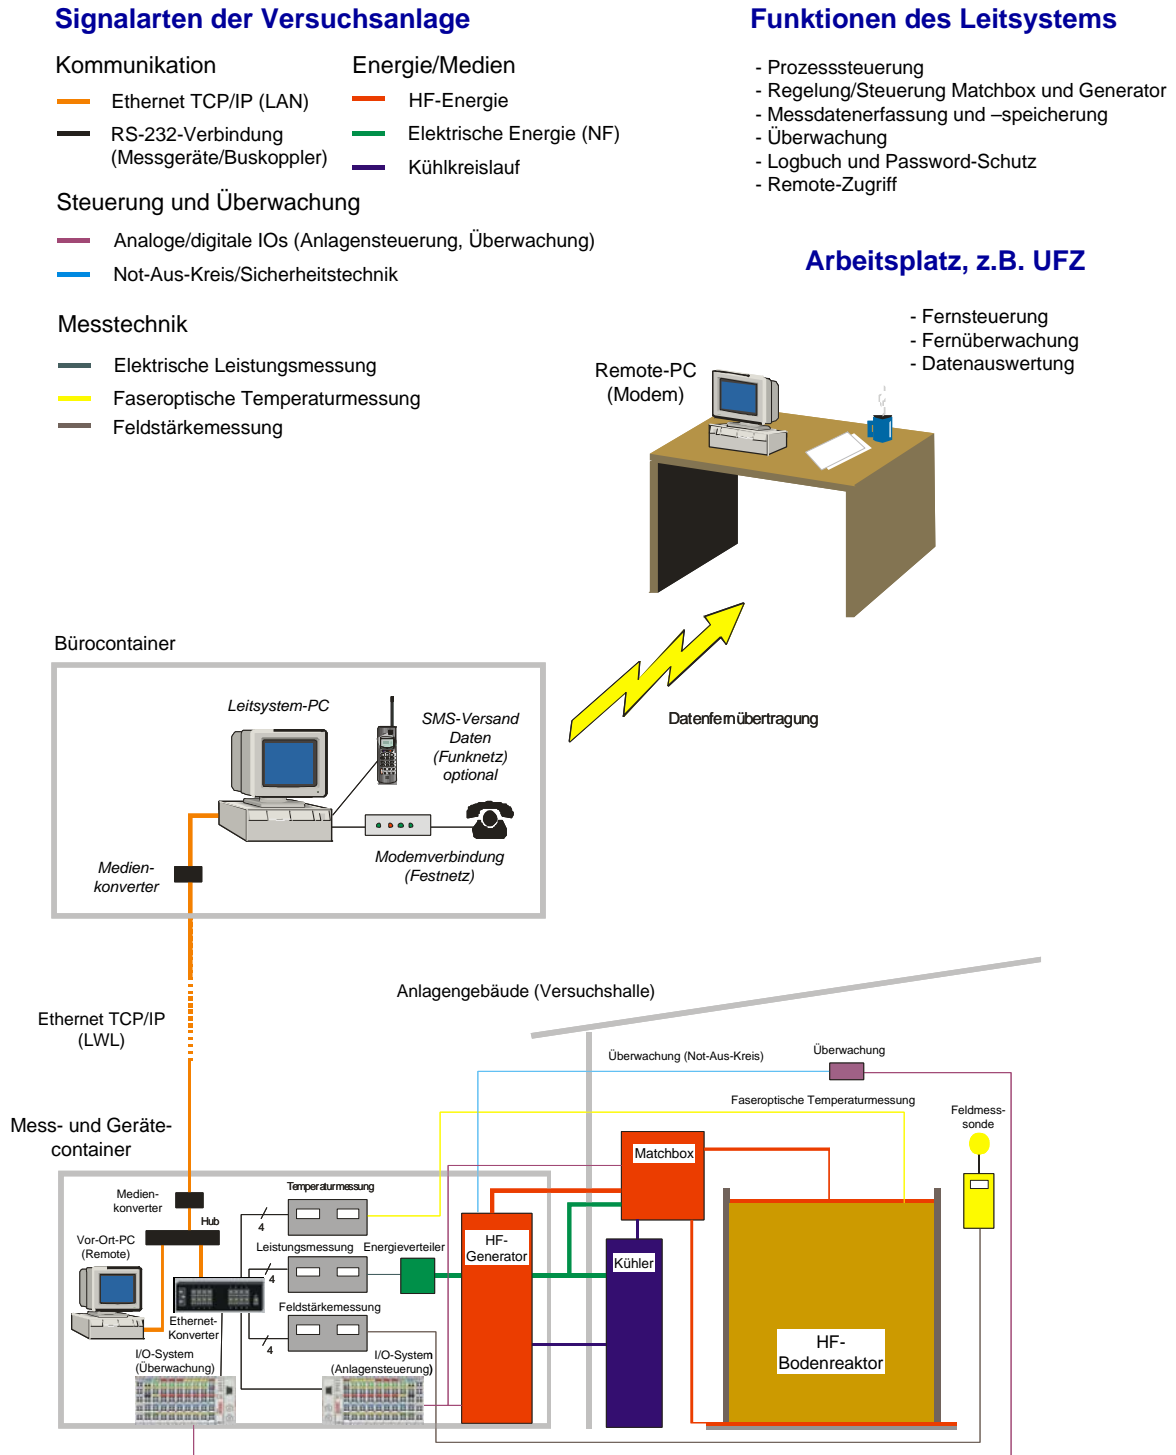 Signalarten der Versuchsanlage
Kommunikation
Ethernet TCP/IP (LAN)
RS-232-Verbindung
(Messgeräte/Buskoppler)
Energie/Medien
HF-Energie
Elektrische Energie (NF)
Kühlkreislauf
Steuerung und Überwachung
Analoge/digitale IOs (Anlagensteuerung, Überwachung)
Not-Aus-Kreis/Sicherheitstechnik
Messtechnik
Elektrische Leistungsmessung
Faseroptische Temperaturmessung
Feldstärkemessung
Funktionen des Leitsystems
- Prozesssteuerung
- Regelung/Steuerung Matchbox und Generator
- Messdatenerfassung und –speicherung
- Überwachung
- Logbuch und Password-Schutz
- Remote-Zugriff
Arbeitsplatz, z.B. UFZ
- Fernsteuerung
- Fernüberwachung
- Datenauswertung
Remote-PC
(Modem)
Datenfernübertragung
Bürocontainer
Leitsystem-PC
SMS-Versand
Daten
(Funknetz)
optional
Modemverbindung
(Festnetz)
Medien-
konverter
Ethernet TCP/IP
(LWL)
Anlagengebäude (Versuchshalle)
Überwachung (Not-Aus-Kreis)
Überwachung
Faseroptische Temperaturmessung
Feldmess-
sonde
Mess- und Geräte-
container
Medien-
konverter
Hub
Vor-Ort-PC
(Remote)
Ethernet-
Konverter
Temperaturmessung
4
Leistungsmessung
4
Energieverteiler
Feldstärkemessung
4
I/O-System
(Überwachung)
I/O-System
(Anlagensteuerung)
HF-
Generator
Matchbox
Kühler
HF-
Bodenreaktor